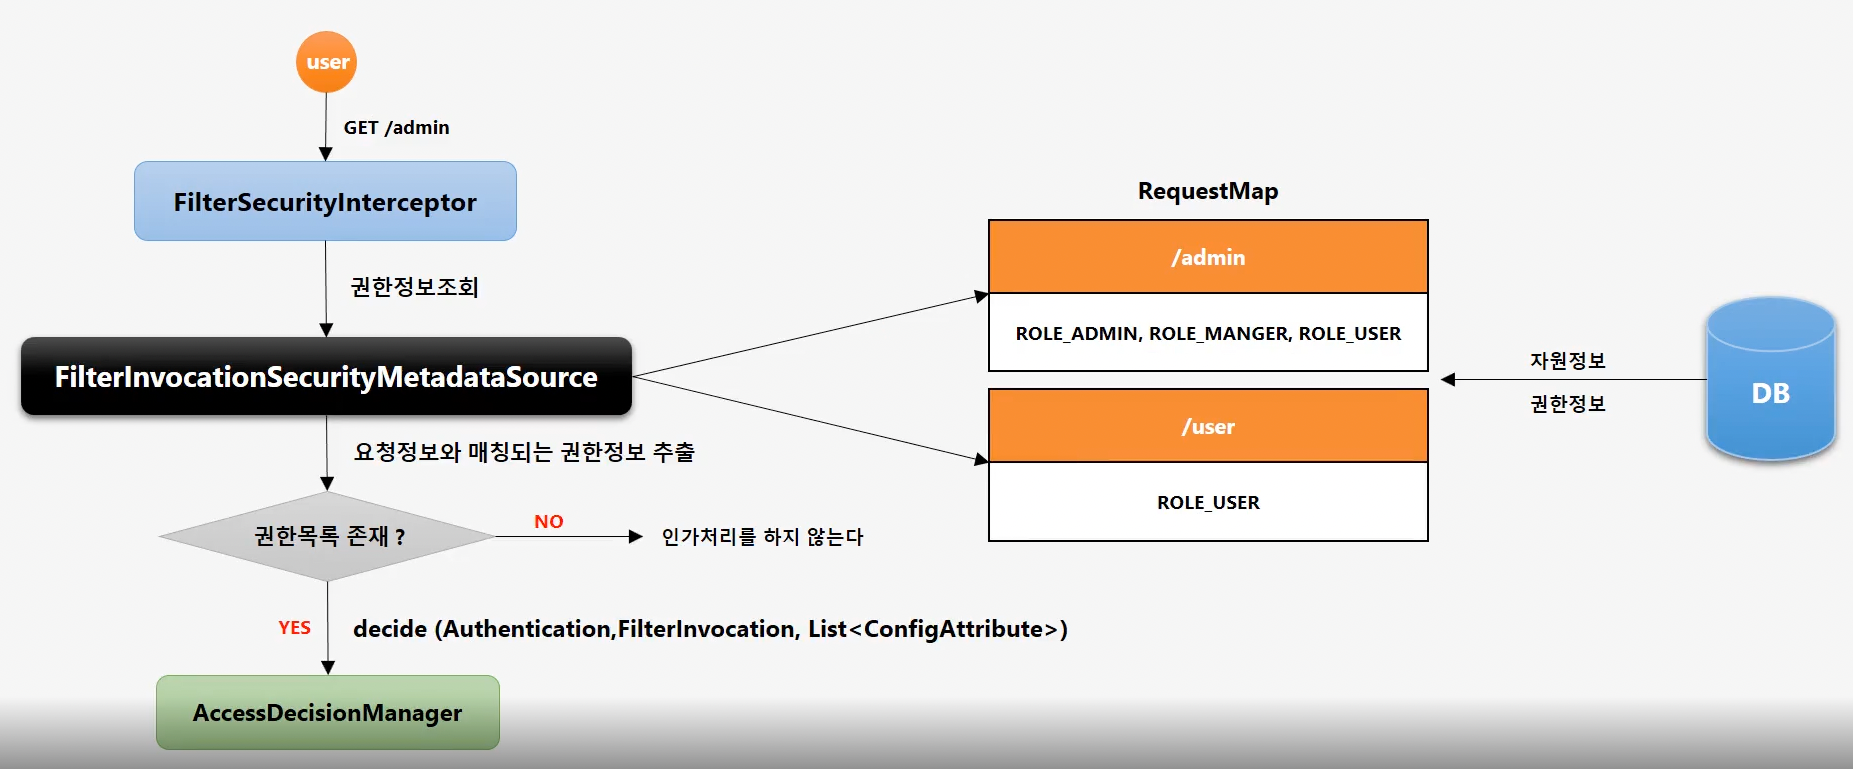 user
GET /admin
FilterSecurityInterceptor
권한정보조회
FilterInvocationSecurityMetadataSource
요청정보와 매칭되는 권한정보 추출
권한목록 존재 ?
NO
인가처리를 하지 않는다
YES
decide (Authentication,FilterInvocation, List<ConfigAttribute>)
AccessDecisionManager
RequestMap
/admin
ROLE_ADMIN, ROLE_MANGER, ROLE_USER
/user
ROLE_USER
자원정보
권한정보
DB